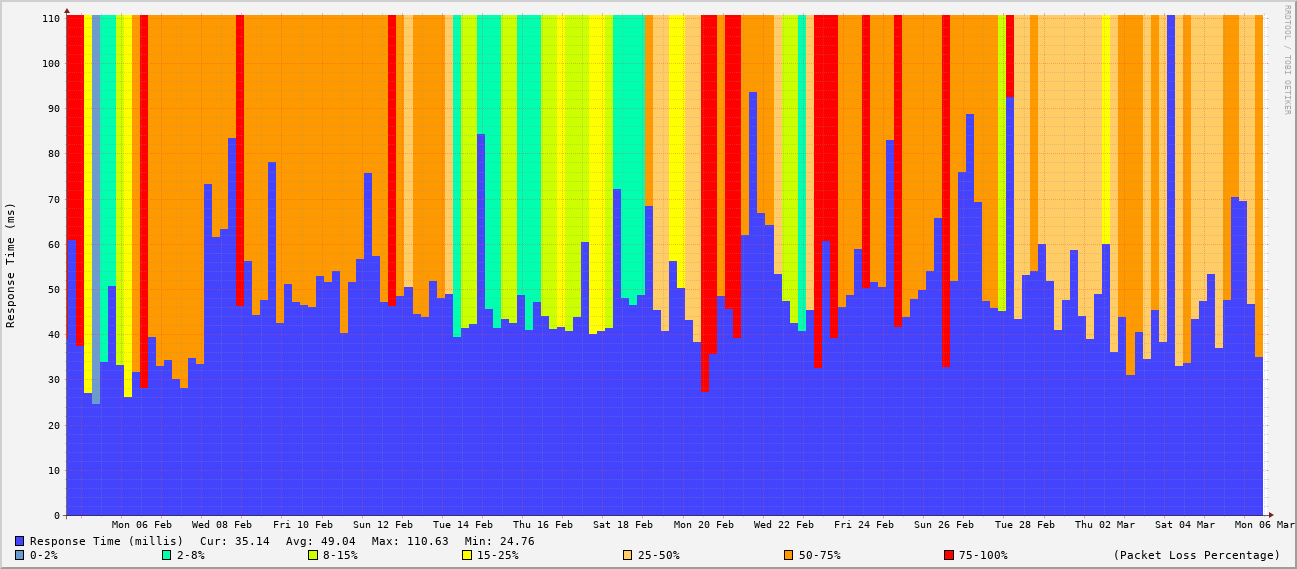 RRDTOOL / TOBI OETIKER
Response Time (ms)
110
100
90
80
70
60
50
40
30
20
10
0
Mon 06 Feb Wed 08 Feb Fri 10 Feb Sun 12 Feb Tue 14 Feb Thu 16 Feb Sat 18 Feb Mon 20 Feb Wed 22 Feb Fri 24 Feb Sun 26 Feb Tue 28 Feb Thu 02 Mar Sat 04 Mar Mon 06 Mar
Response Time (millis) Cur: 35.14 Avg: 49.04 Max: 110.63 Min: 24.76
0-2% 2-8% 8-15% 15-25% 25-50% 50-75% 75-100% (Packet Loss Percentage)